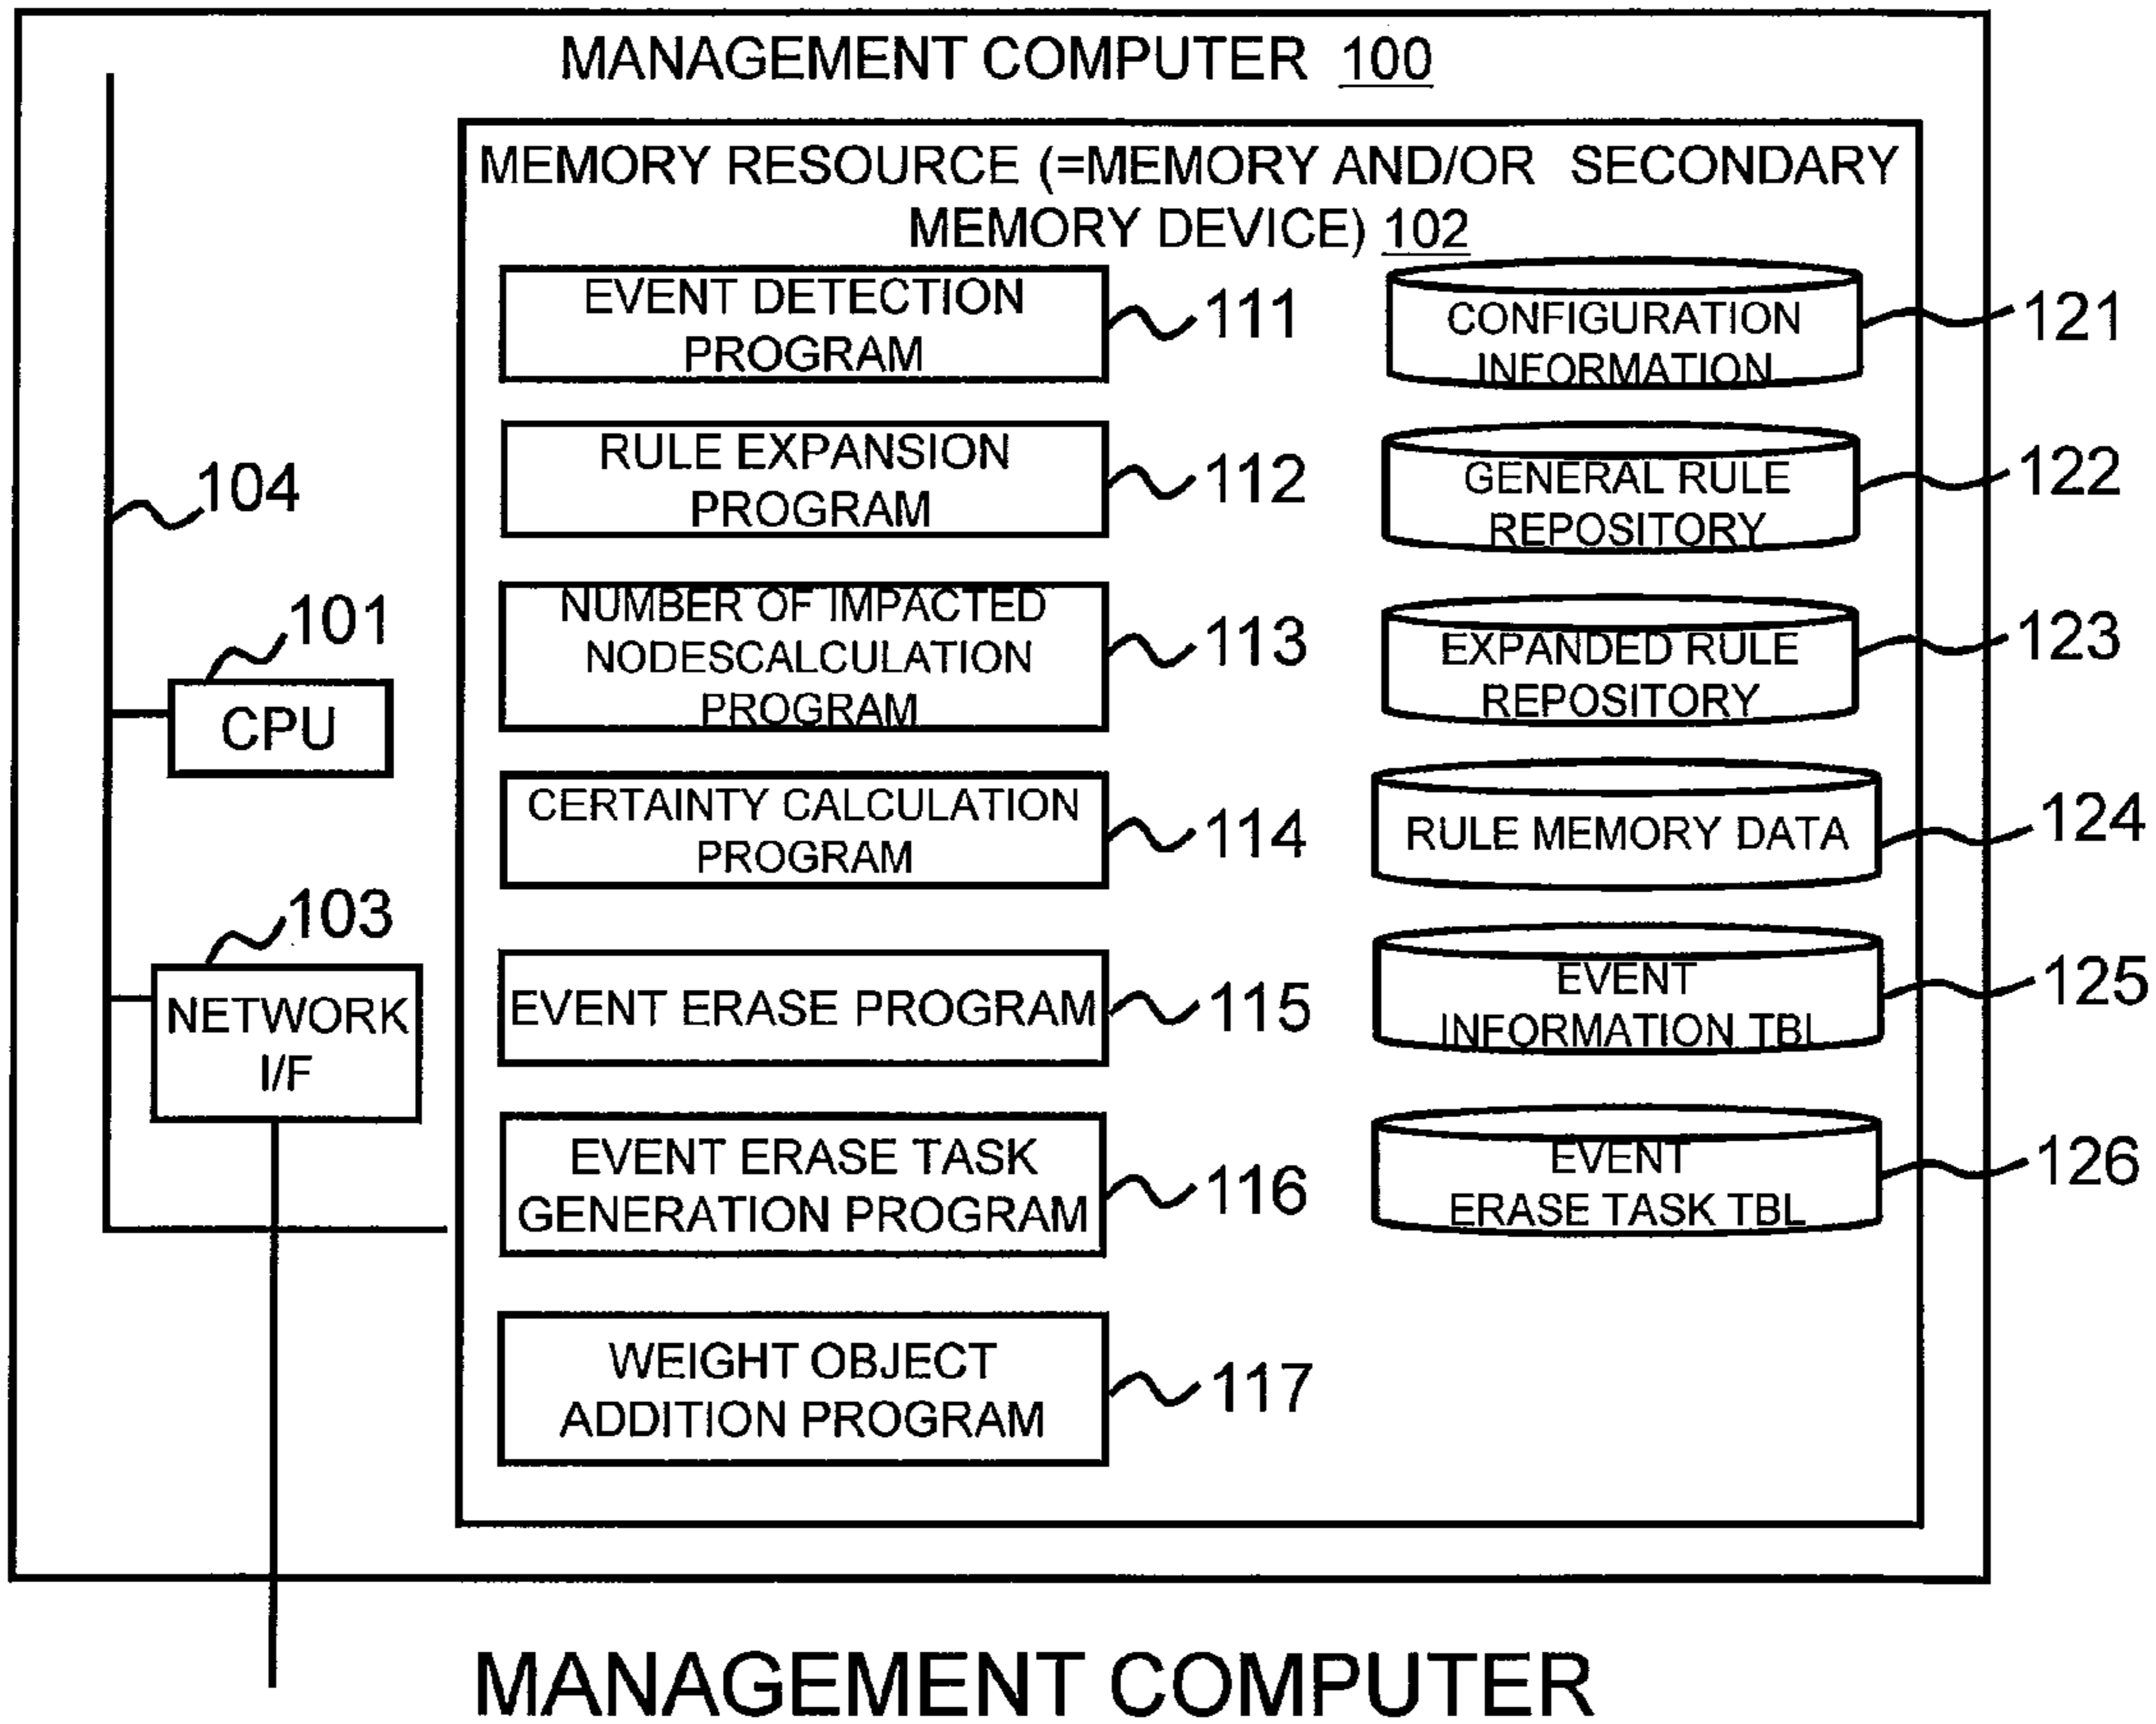 MANAGEMENT COMPUTER 100
MEMORY RESOURCE (=MEMORY AND/OR SECONDARY
MEMORY DEVICE) 102
EVENT DETECTION
PROGRAM
111
RULE EXPANSION
PROGRAM
112
NUMBER OF IMPACTED
NODESCALCULATION
PROGRAM
113
CERTAINTY CALCULATION
PROGRAM
114
EVENT ERASE PROGRAM
115
EVENT ERASE TASK
GENERATION PROGRAM
116
WEIGHT OBJECT
ADDITION PROGRAM
117
CONFIGURATION
INFORMATION
121
GENERAL RULE
REPOSITORY
122
EXPANDED RULE
REPOSITORY
123
RULE MEMORY DATA
124
EVENT
INFORMATION TBL
125
EVENT
ERASE TASK TBL
126
104
101
CPU
103
NETWORK
I/F
MANAGEMENT COMPUTER